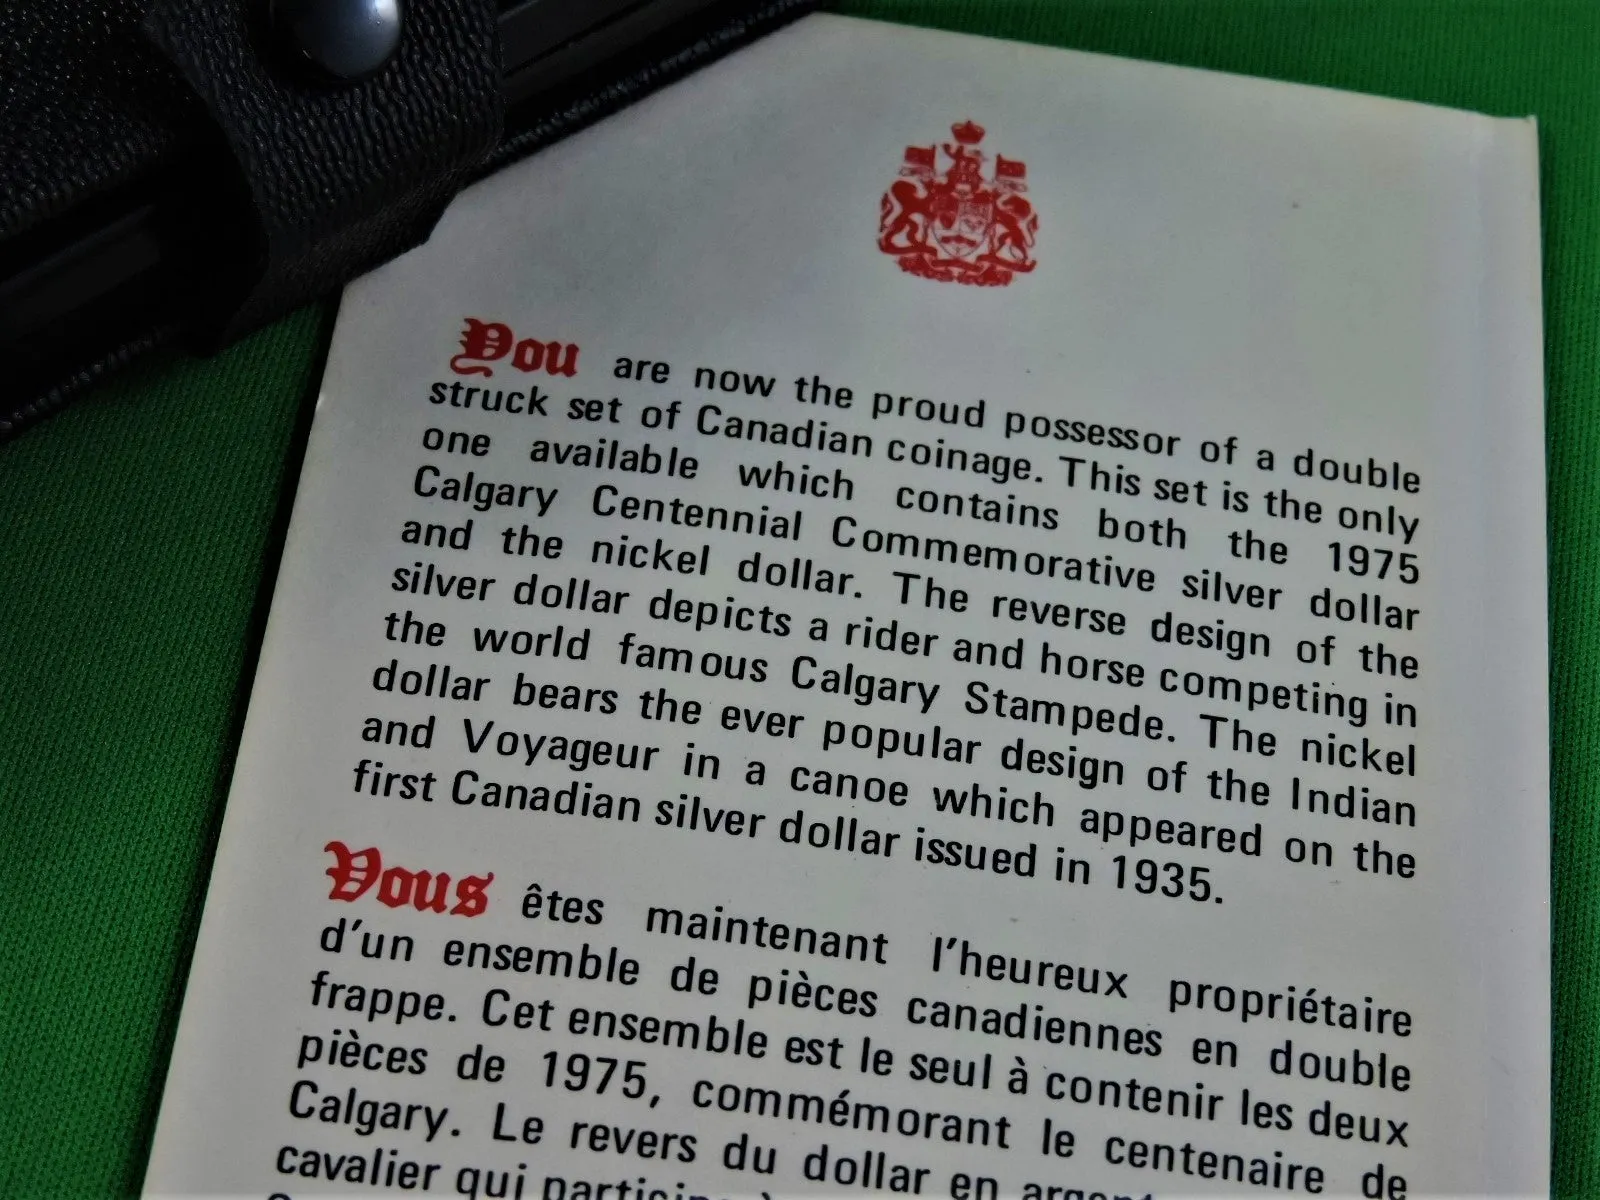 You are now the proud possessor of a double
struck set of Canadian coinage. This set is the only
one available which contains both the 1975
Calgary Centennial Commemorative silver dollar
and the nickel dollar. The reverse design of the
silver dollar depicts a rider and horse competing in
the world famous Calgary Stampede. The nickel
dollar bears the ever popular design of the Indian
and Voyageur in a canoe which appeared on the
first Canadian silver dollar issued in 1935.
Vous êtes maintenant l'heureux propriétaire
d'un ensemble de pièces canadiennes en double
frappe. Cet ensemble est le seul à contenir les deux
pièces de 1975, commémorant le centenaire de
Calgary. Le revers du dollar en argent
cavalier qui participe à